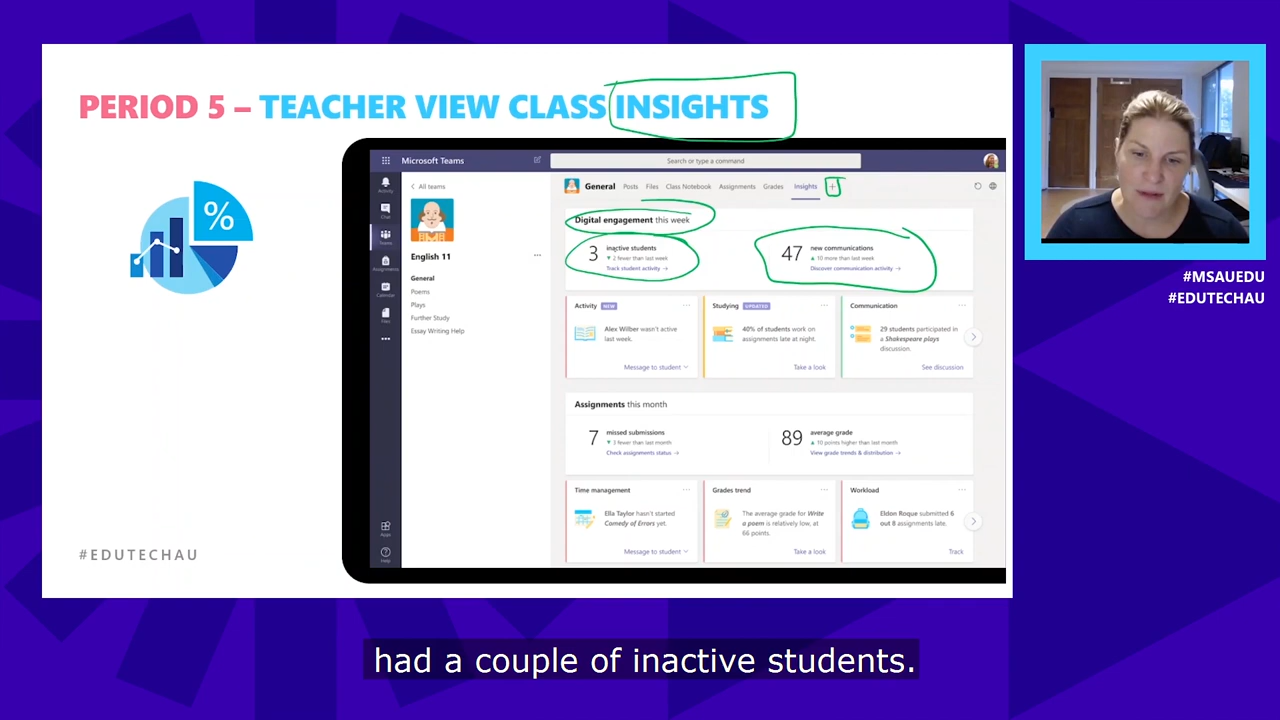 PERIOD 5 – TEACHER VIEW CLASS INSIGHTS
%
#EDUTECHAU
Microsoft Teams
Search or type a command
Activity
Chat
Teams
Assignments
Calendar
Files
Apps
Help
All teams
English 11
General
Poems
Plays
Further Study
Essay Writing Help
General Posts Files Class Notebook Assignments Grades Insights +
Digital engagement this week
3 inactive students
2 fewer than last week
Track student activity →
47 new communications
10 more than last week
Discover communication activity →
Activity NEW
Alex Wilber wasn't active
last week.
Message to student
Studying UPDATED
40% of students work on
assignments late at night.
Take a look
Communication
29 students participated in
a Shakespeare plays
discussion.
See discussion
Assignments this month
7 missed submissions
3 fewer than last month
Check assignments status →
89 average grade
10 points higher than last month
View grade trends & distribution →
Time management
Ella Taylor hasn't started
Comedy of Errors yet.
Message to student
Grades trend
The average grade for Write
a poem is relatively low, at
66 points.
Take a look
Workload
Eldon Roque submitted 6
out 8 assignments late.
Track
#MSAUEDU
#EDUTECHAU
had a couple of inactive students.